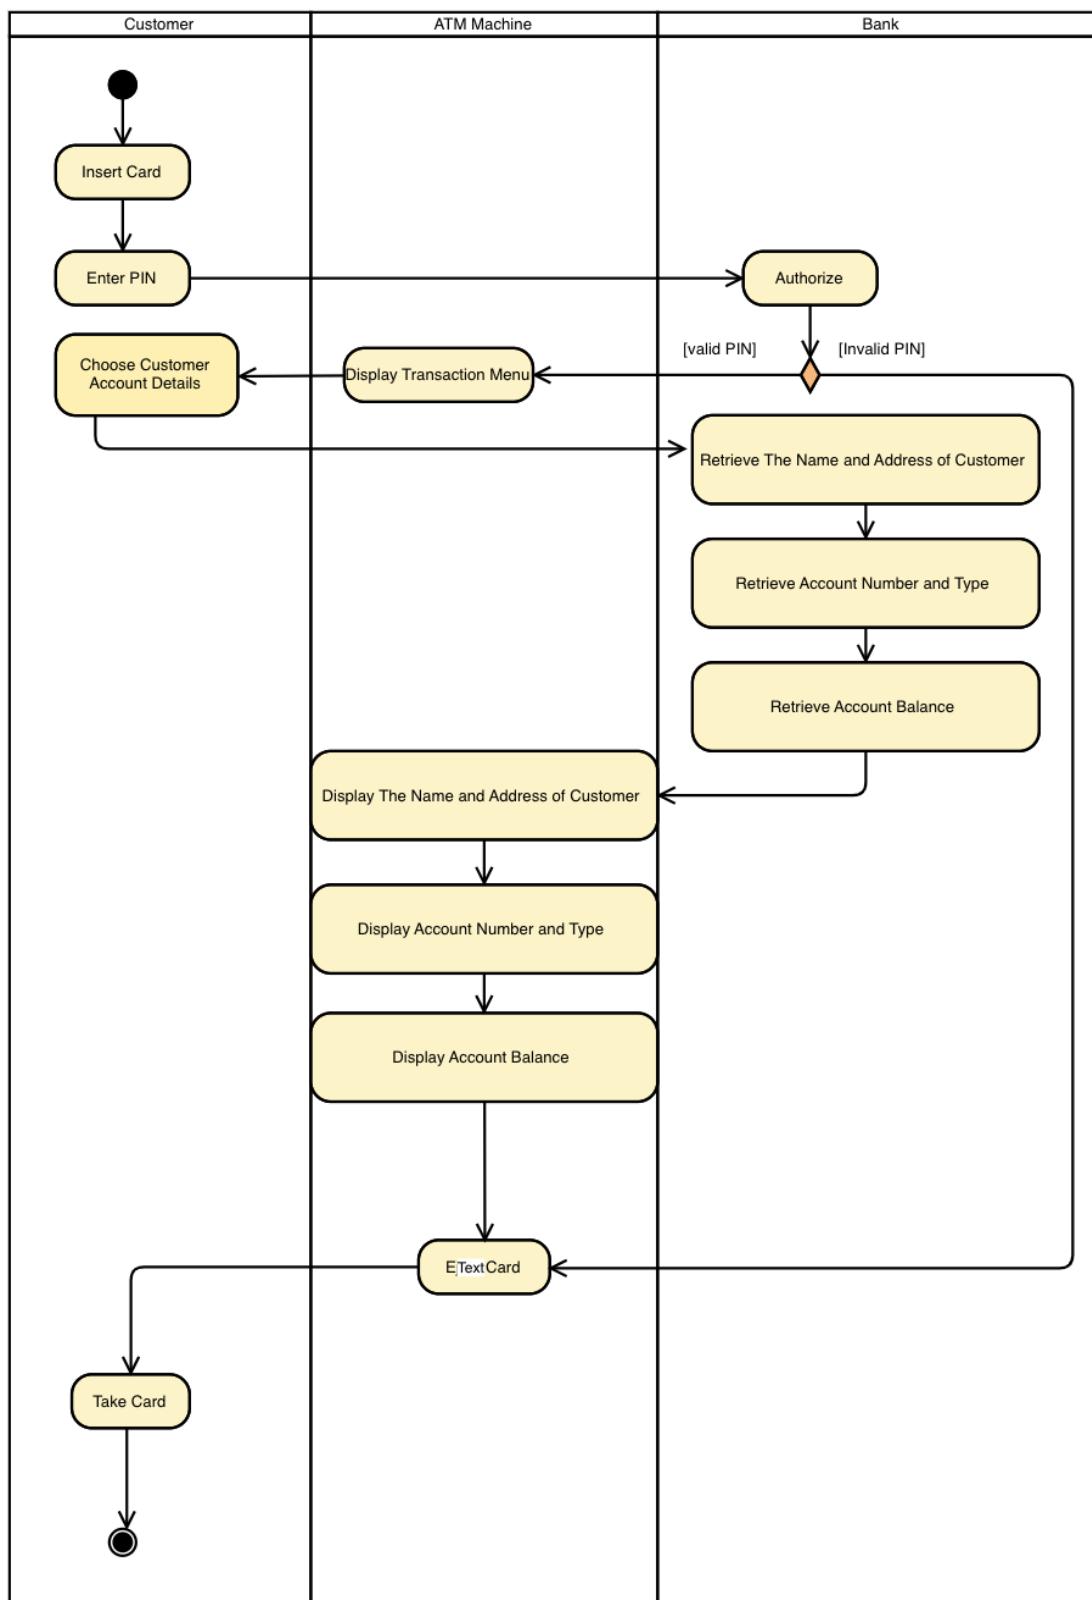 Customer
ATM Machine
Bank
Insert Card
Enter PIN
Authorize
[valid PIN]
[Invalid PIN]
Choose Customer
Account Details
Display Transaction Menu
Retrieve The Name and Address of Customer
Retrieve Account Number and Type
Retrieve Account Balance
Display The Name and Address of Customer
Display Account Number and Type
Display Account Balance
Text Card
Take Card